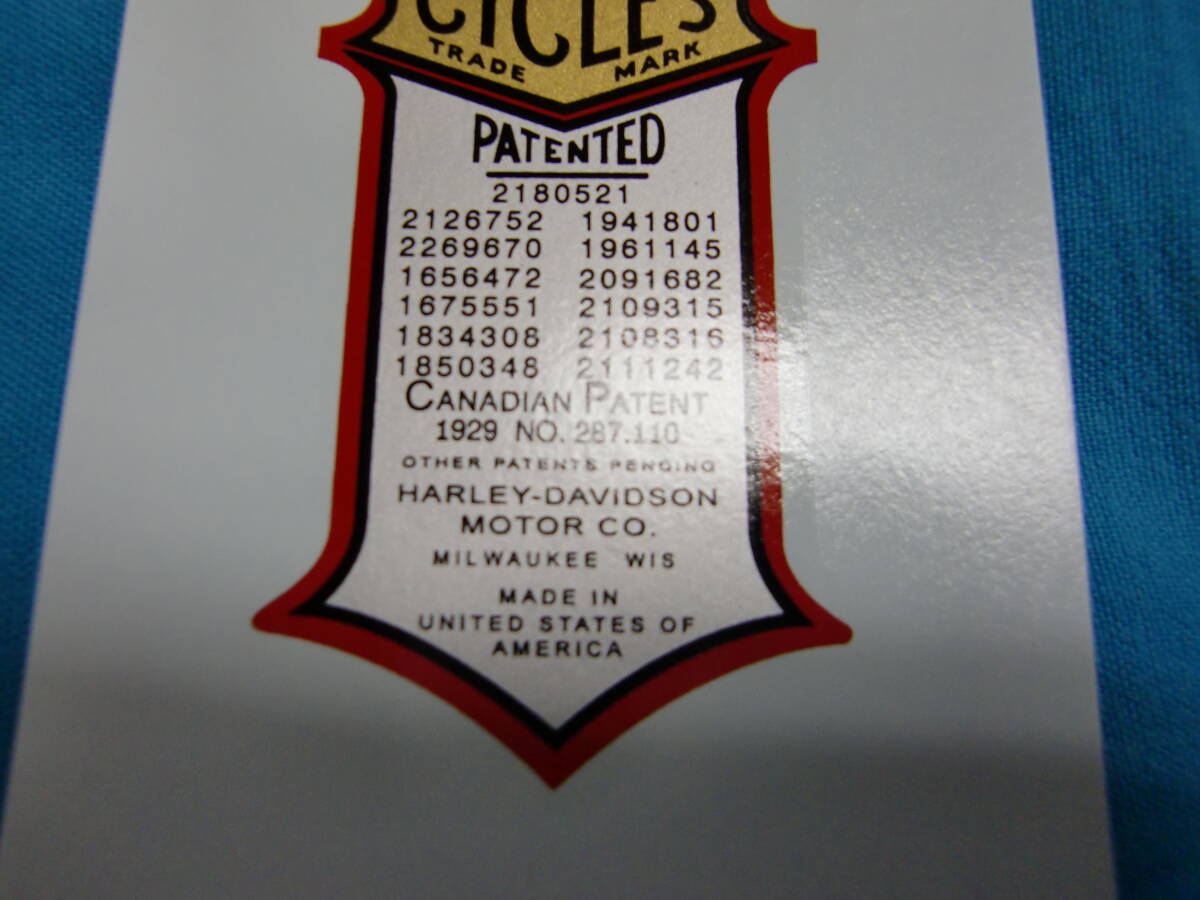 CYCLES
TRADE MARK
PATENTED
2180521
2126752 1941801
2269670 1961145
1656472 2091682
1675551 2109315
1834308 2108316
1850348 2111242
CANADIAN PATENT
1929 NO. 287.110
OTHER PATENTS PENDING
HARLEY-DAVIDSON
MOTOR CO.
MILWAUKEE WIS
MADE IN
UNITED STATES OF
AMERICA